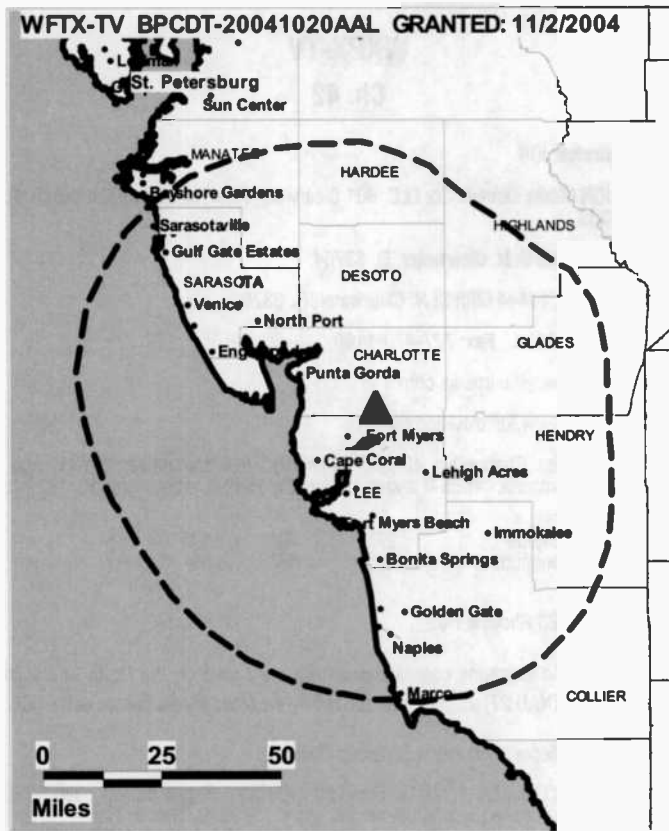 WFTX-TV BPCDT-20041020AAL GRANTED: 11/2/2004
St. Petersburg
Sun Center
HARDEE
Bayshore Gardens
HIGHLANDS
Sarasotaville
Gulf Gate Estates
DESOTO
SARASOTA
Venice
North Port
GLADES
CHARLOTTE
Punta Gorda
Fort Myers
HENDRY
Cape Coral
Lehigh Acres
LEE
Myers Beach
Immokalee
Bonita Springs
Golden Gate
Naples
Marco
COLLIER
0 25 50
Miles